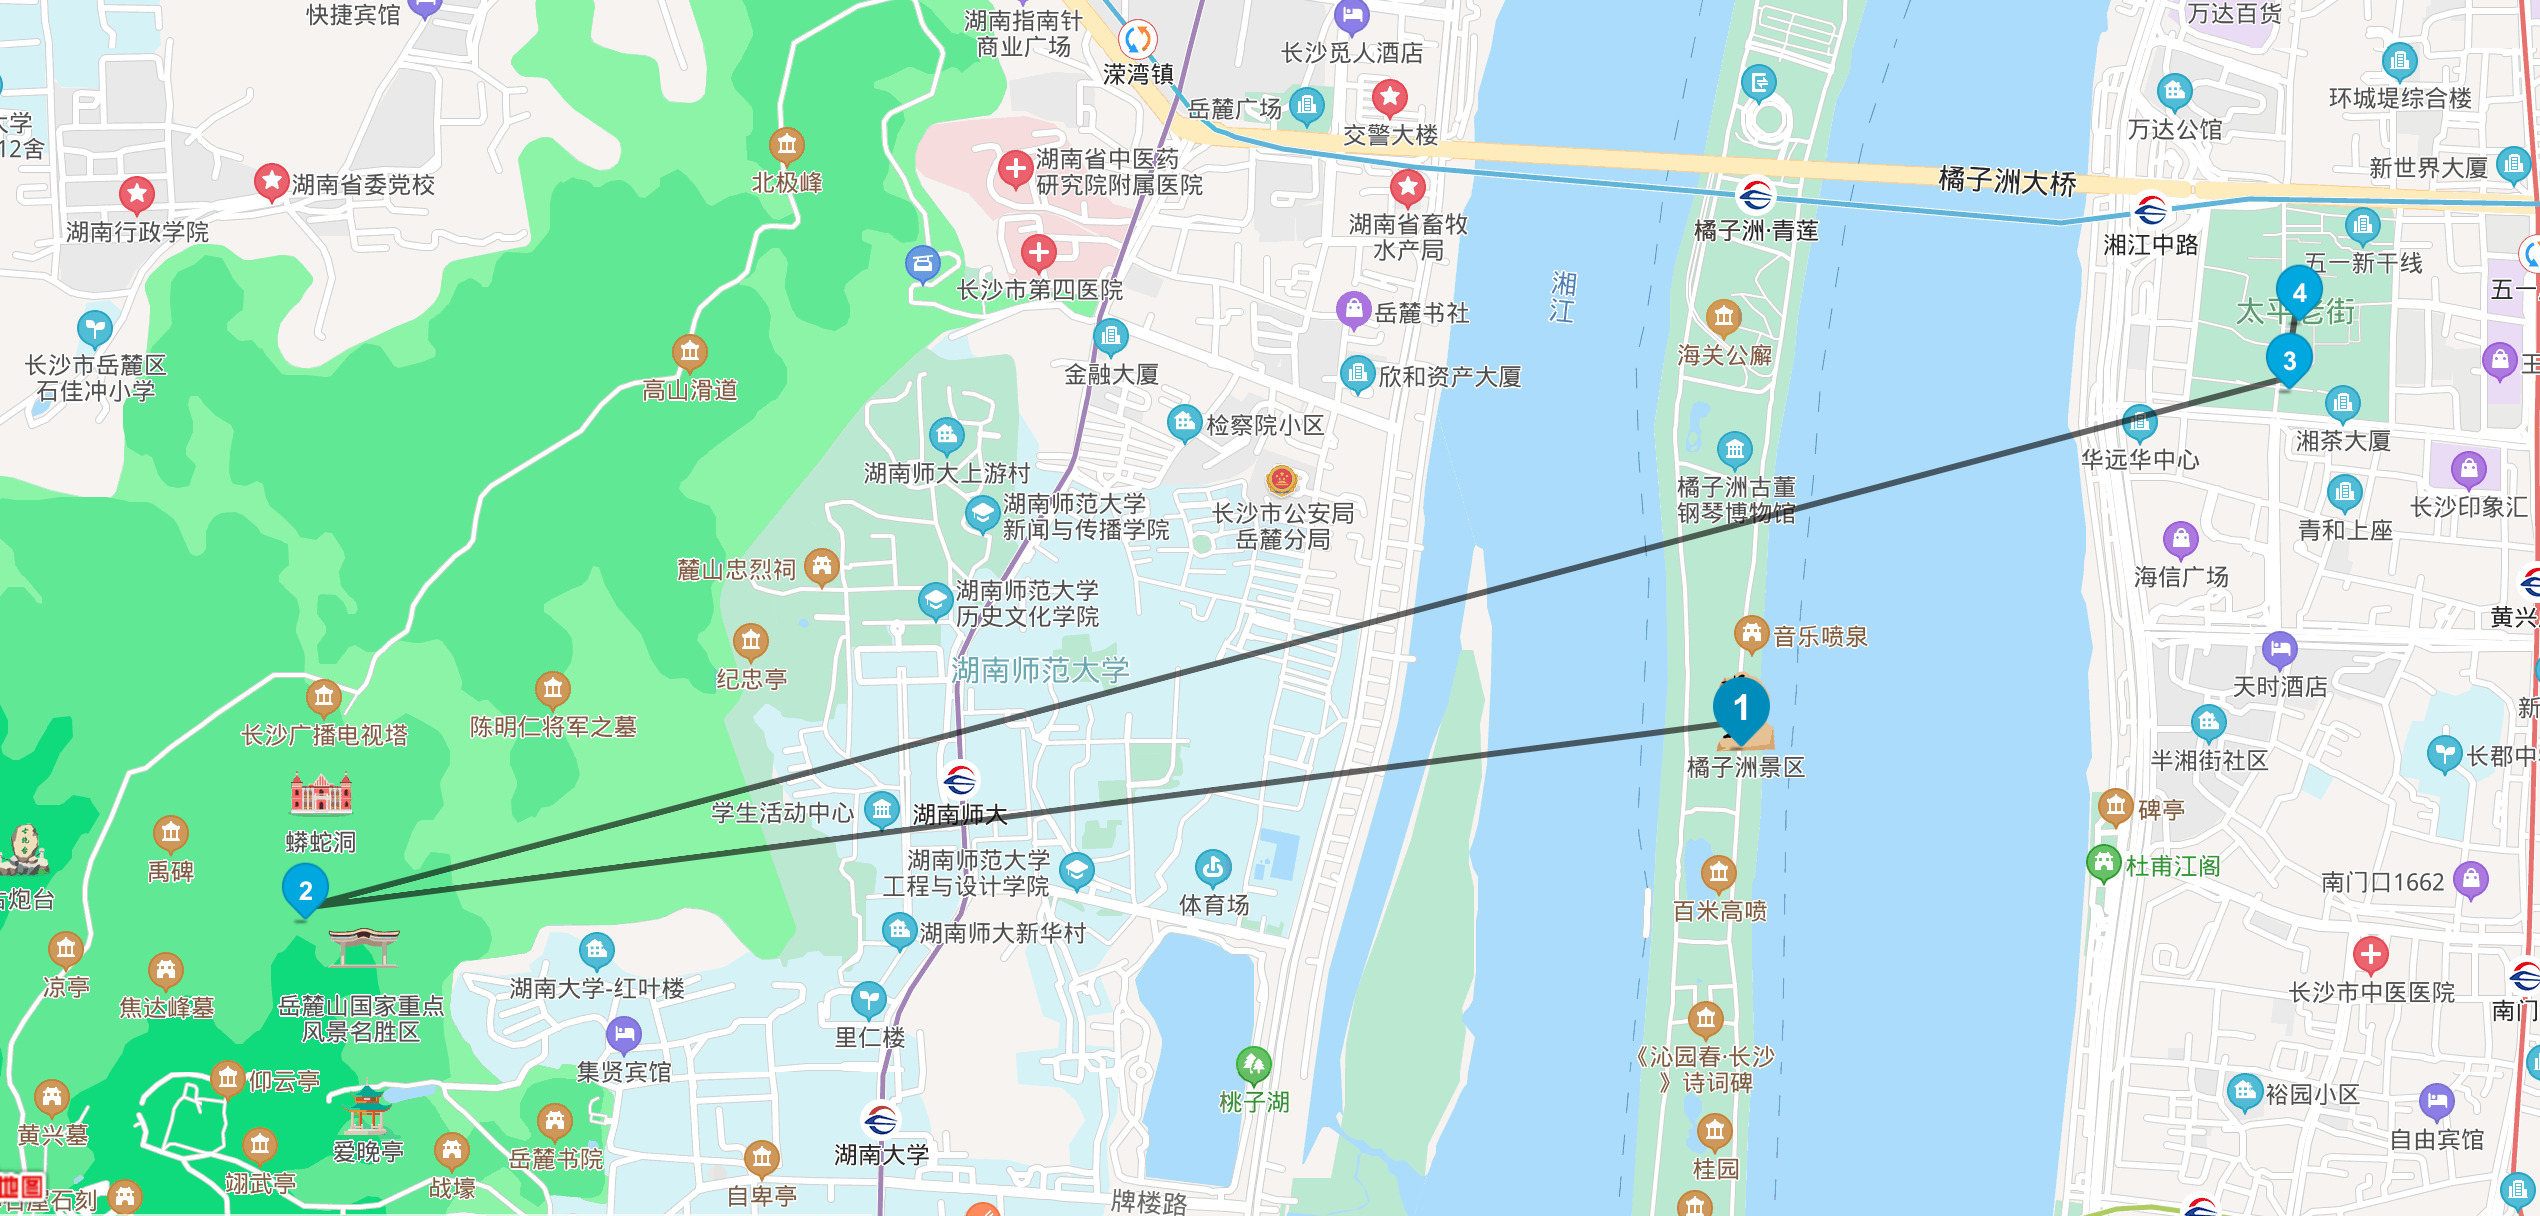 快捷宾馆
湖南指南针
商业广场
溁湾镇
长沙觅人酒店
万达百货
岳麓广场
交警大楼
万达公馆
环城堤综合楼
大学
12舍
湖南省委党校
湖南行政学院
北极峰
湖南省中医药
研究院附属医院
新世界大厦
橘子洲大桥
湖南省畜牧
水产局
橘子洲·青莲
湘江中路
五一新干线
长沙市第四医院
湘
江
岳麓书社
太平老街
4
五一
3
海关公廨
长沙市岳麓区
石佳冲小学
高山滑道
金融大厦
欣和资产大厦
检察院小区
湘茶大厦
华远华中心
湖南师大上游村
湖南师范大学
新闻与传播学院
长沙市公安局
岳麓分局
橘子洲古董
钢琴博物馆
长沙印象汇
青和上座
海信广场
麓山忠烈祠
湖南师范大学
历史文化学院
黄兴
音乐喷泉
纪忠亭
湖南师范大学
天时酒店
长沙广播电视塔
陈明仁将军之墓
1
新
橘子洲景区
半湘街社区
长郡中
学生活动中心
湖南师大
碑亭
蟒蛇洞
禹碑
2
湖南师范大学
工程与设计学院
体育场
百米高喷
杜甫江阁
南门口1662
古炮台
湖南师大新华村
凉亭
焦达峰墓
岳麓山国家重点
风景名胜区
湖南大学-红叶楼
里仁楼
长沙市中医医院
南门
集贤宾馆
《沁园春·长沙
》诗词碑
仰云亭
桃子湖
裕园小区
黄兴墓
爱晚亭
岳麓书院
湖南大学
自由宾馆
桂园
翊武亭
战壕
自卑亭
地图
石刻
牌楼路